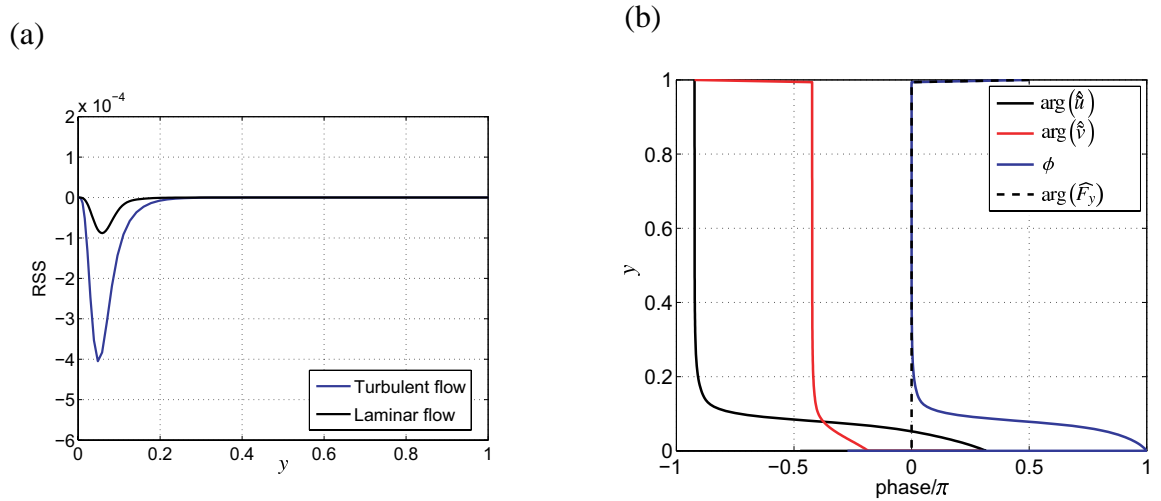 (a)
(b)
x 10⁻⁴
2
1
0
−1
−2
−3
−4
−5
−6
RSS
0 0.2 0.4 0.6 0.8 1
y
Turbulent flow
Laminar flow
1
0.8
0.6
0.4
0.2
0
y
−1 −0.5 0 0.5 1
phase/π
arg(û̂)
arg(v̂̂)
ϕ
arg(F̂_y)